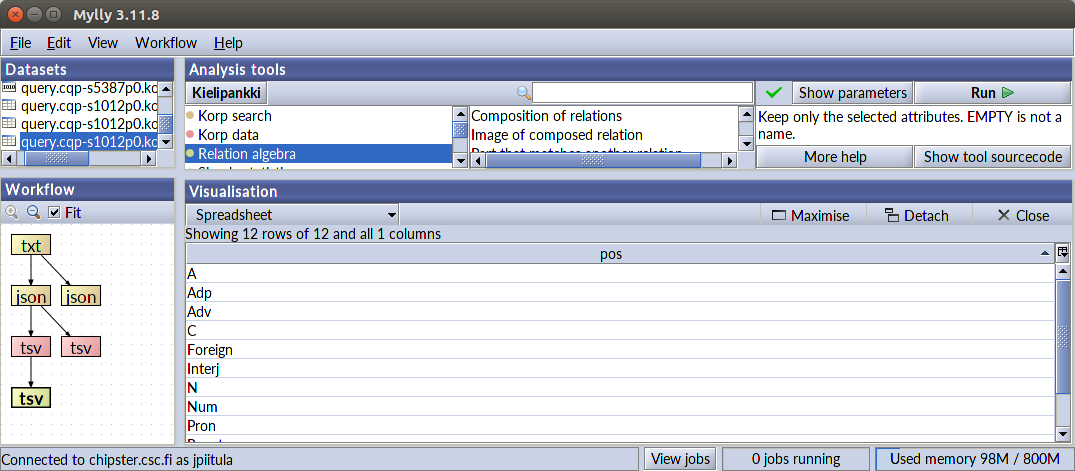 Mylly 3.11.8
File Edit View Workflow Help
Datasets
query.cqp-s5387p0.kc
query.cqp-s1012p0.kc
query.cqp-s1012p0.kc
query.cqp-s1012p0.kc
Analysis tools
Kielipankki
Korp search
Korp data
Relation algebra
Composition of relations
Image of composed relation
Part that matches another relation
Show parameters
Run
Keep only the selected attributes. EMPTY is not a
name.
More help
Show tool sourcecode
Workflow
Fit
txt
json json
tsv tsv
tsv
Visualisation
Spreadsheet
Maximise Detach Close
Showing 12 rows of 12 and all 1 columns
pos
A
Adp
Adv
C
Foreign
Interj
N
Num
Pron
Connected to chipster.csc.fi as jpiitula
View jobs
0 jobs running
Used memory 98M / 800M